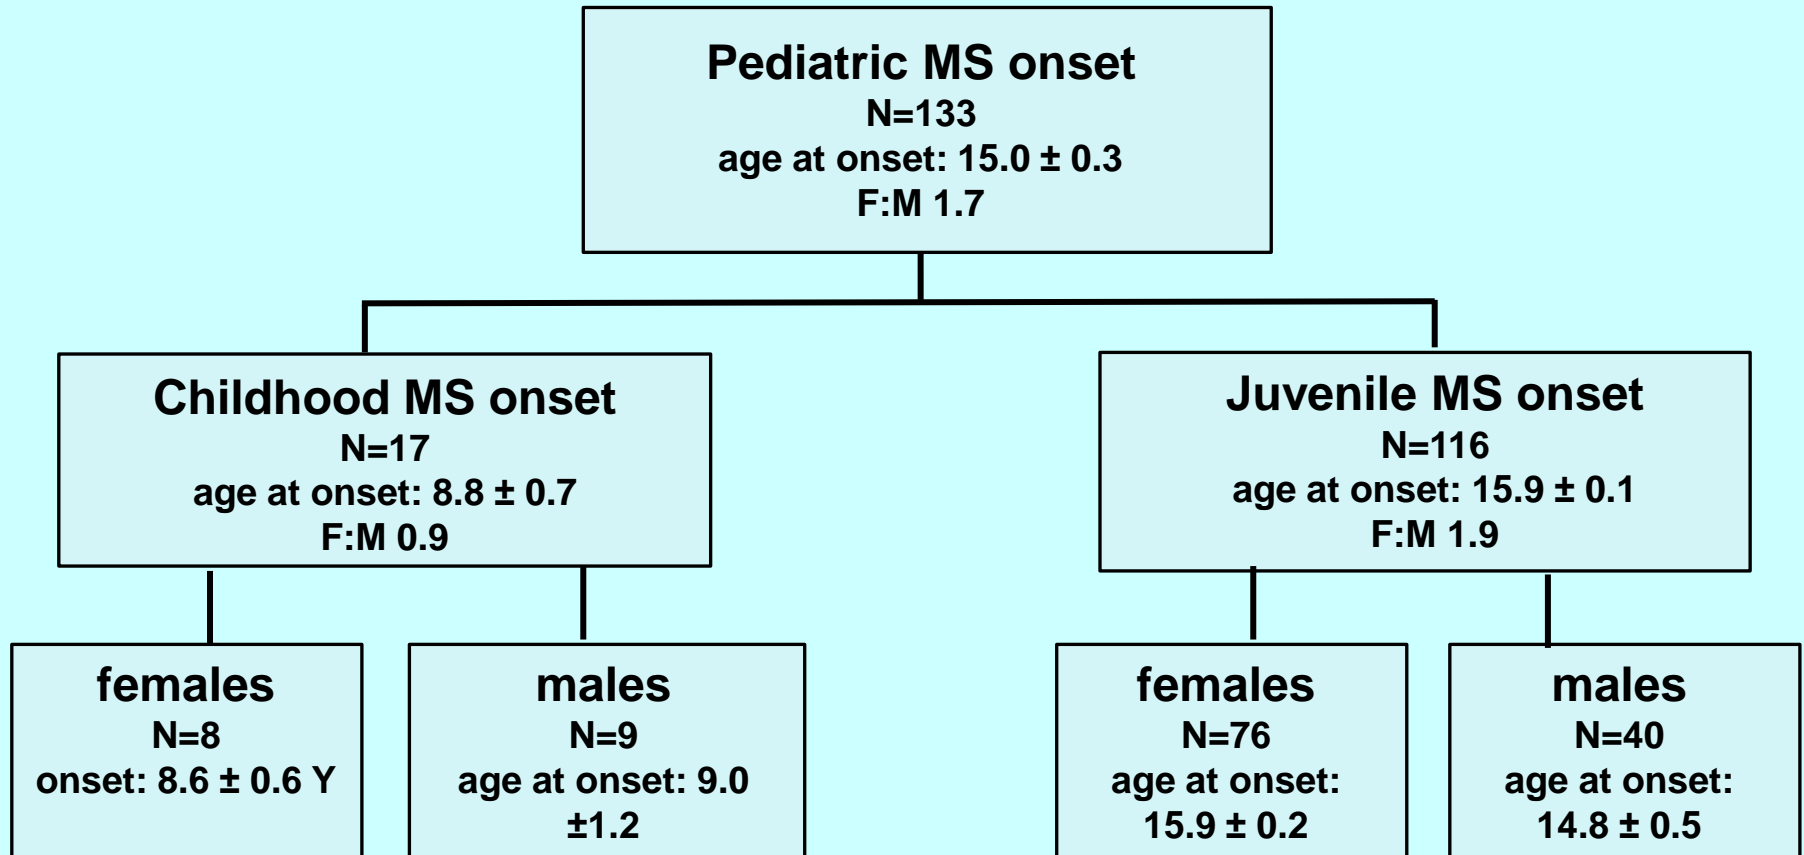 Pediatric MS onset
N=133
age at onset: 15.0 ± 0.3
F:M 1.7
Childhood MS onset
N=17
age at onset: 8.8 ± 0.7
F:M 0.9
Juvenile MS onset
N=116
age at onset: 15.9 ± 0.1
F:M 1.9
females
N=8
onset: 8.6 ± 0.6 Y
males
N=9
age at onset: 9.0
±1.2
females
N=76
age at onset:
15.9 ± 0.2
males
N=40
age at onset:
14.8 ± 0.5